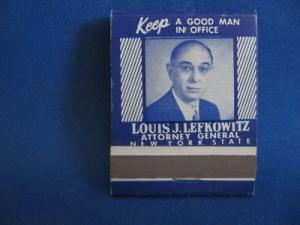 Keep A GOOD MAN
IN OFFICE
LOUIS J. LEFKOWITZ
ATTORNEY GENERAL
NEW YORK STATE